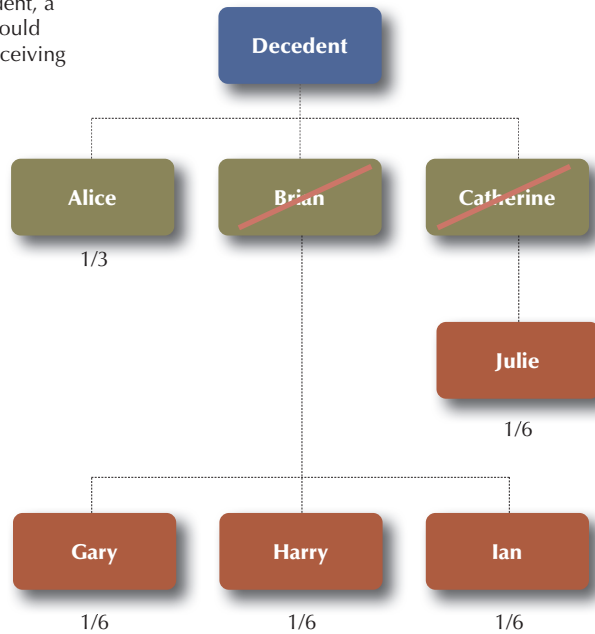 dent, a
ould
ceiving
Decedent
Alice
Brian
Catherine
1/3
Julie
1/6
Gary
Harry
Ian
1/6
1/6
1/6